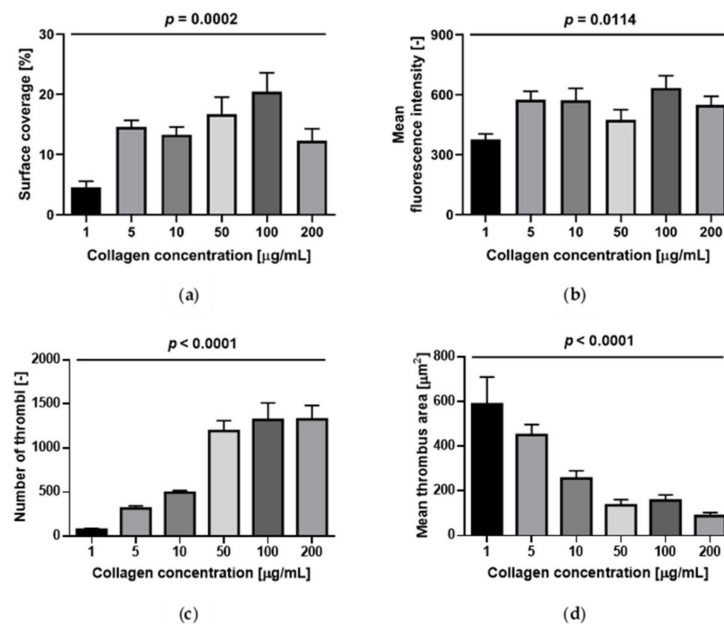 p = 0.0002
Surface coverage [%]
30
20
10
0
1 5 10 50 100 200
Collagen concentration [μg/mL]
(a)
p = 0.0114
Mean
fluorescence intensity [-]
900
600
300
0
1 5 10 50 100 200
Collagen concentration [μg/mL]
(b)
p < 0.0001
Number of thrombi [-]
2000
1500
1000
500
0
1 5 10 50 100 200
Collagen concentration [μg/mL]
(c)
p < 0.0001
Mean thrombus area [μm²]
800
600
400
200
0
1 5 10 50 100 200
Collagen concentration [μg/mL]
(d)